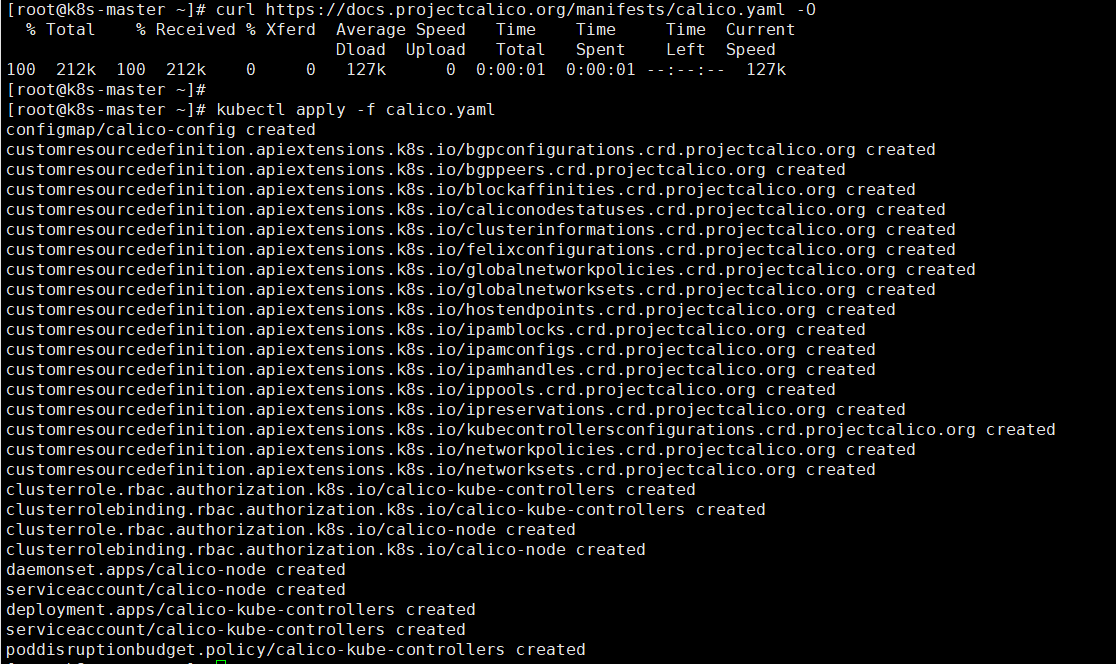 [root@k8s-master ~]# curl https://docs.projectcalico.org/manifests/calico.yaml -O
  % Total    % Received % Xferd  Average Speed   Time    Time     Time  Current
                                 Dload  Upload   Total   Spent    Left  Speed
100  212k  100  212k    0     0   127k      0  0:00:01  0:00:01 --:--:--  127k
[root@k8s-master ~]#
[root@k8s-master ~]# kubectl apply -f calico.yaml
configmap/calico-config created
customresourcedefinition.apiextensions.k8s.io/bgpconfigurations.crd.projectcalico.org created
customresourcedefinition.apiextensions.k8s.io/bgppeers.crd.projectcalico.org created
customresourcedefinition.apiextensions.k8s.io/blockaffinities.crd.projectcalico.org created
customresourcedefinition.apiextensions.k8s.io/caliconodestatuses.crd.projectcalico.org created
customresourcedefinition.apiextensions.k8s.io/clusterinformations.crd.projectcalico.org created
customresourcedefinition.apiextensions.k8s.io/felixconfigurations.crd.projectcalico.org created
customresourcedefinition.apiextensions.k8s.io/globalnetworkpolicies.crd.projectcalico.org created
customresourcedefinition.apiextensions.k8s.io/globalnetworksets.crd.projectcalico.org created
customresourcedefinition.apiextensions.k8s.io/hostendpoints.crd.projectcalico.org created
customresourcedefinition.apiextensions.k8s.io/ipamblocks.crd.projectcalico.org created
customresourcedefinition.apiextensions.k8s.io/ipamconfigs.crd.projectcalico.org created
customresourcedefinition.apiextensions.k8s.io/ipamhandles.crd.projectcalico.org created
customresourcedefinition.apiextensions.k8s.io/ippools.crd.projectcalico.org created
customresourcedefinition.apiextensions.k8s.io/ipreservations.crd.projectcalico.org created
customresourcedefinition.apiextensions.k8s.io/kubecontrollersconfigurations.crd.projectcalico.org created
customresourcedefinition.apiextensions.k8s.io/networkpolicies.crd.projectcalico.org created
customresourcedefinition.apiextensions.k8s.io/networksets.crd.projectcalico.org created
clusterrole.rbac.authorization.k8s.io/calico-kube-controllers created
clusterrolebinding.rbac.authorization.k8s.io/calico-kube-controllers created
clusterrole.rbac.authorization.k8s.io/calico-node created
clusterrolebinding.rbac.authorization.k8s.io/calico-node created
daemonset.apps/calico-node created
serviceaccount/calico-node created
deployment.apps/calico-kube-controllers created
serviceaccount/calico-kube-controllers created
poddisruptionbudget.policy/calico-kube-controllers created